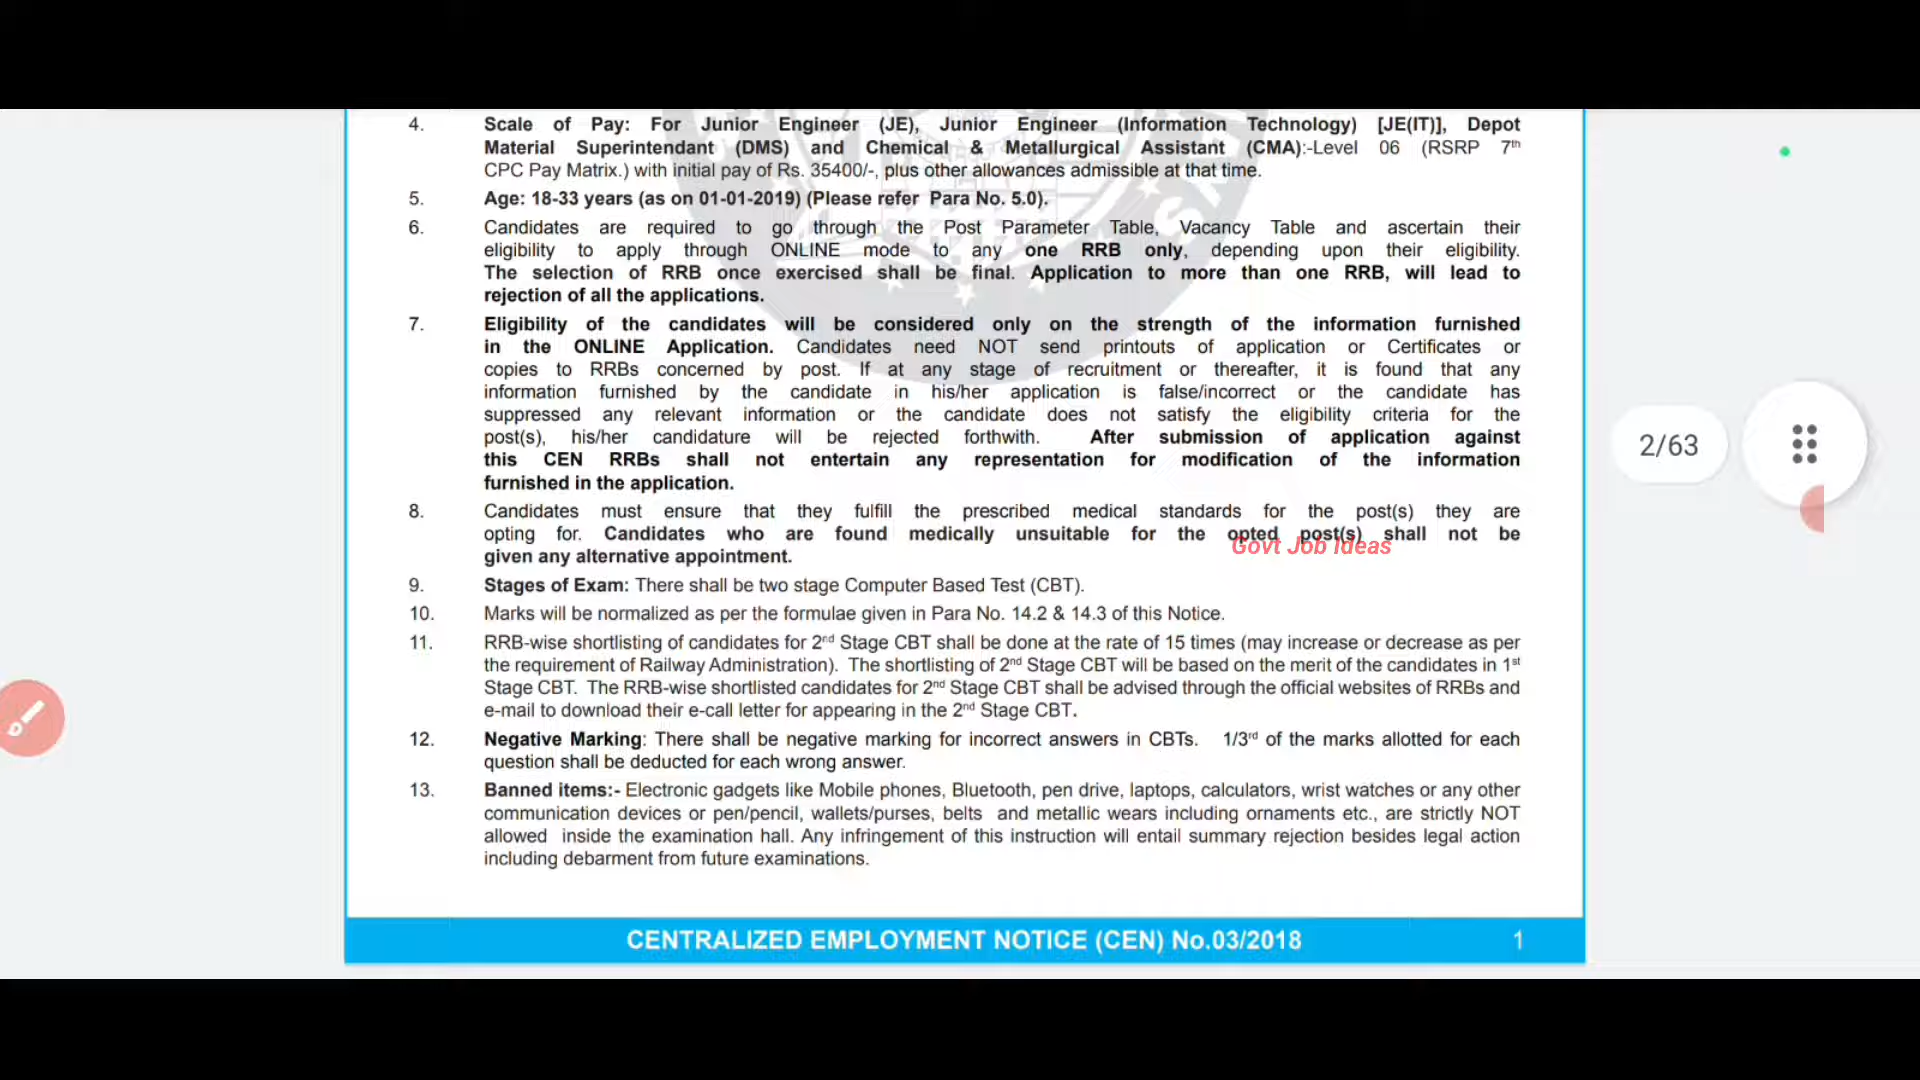 4. Scale of Pay: For Junior Engineer (JE), Junior Engineer (Information Technology) [JE(IT)], Depot
Material Superintendant (DMS) and Chemical & Metallurgical Assistant (CMA):-Level 06 (RSRP 7th
CPC Pay Matrix.) with initial pay of Rs. 35400/-, plus other allowances admissible at that time.
5. Age: 18-33 years (as on 01-01-2019) (Please refer Para No. 5.0).
6. Candidates are required to go through the Post Parameter Table, Vacancy Table and ascertain their
eligibility to apply through ONLINE mode to any one RRB only, depending upon their eligibility.
The selection of RRB once exercised shall be final. Application to more than one RRB, will lead to
rejection of all the applications.
7. Eligibility of the candidates will be considered only on the strength of the information furnished
in the ONLINE Application. Candidates need NOT send printouts of application or Certificates or
copies to RRBs concerned by post. If at any stage of recruitment or thereafter, it is found that any
information furnished by the candidate in his/her application is false/incorrect or the candidate has
suppressed any relevant information or the candidate does not satisfy the eligibility criteria for the
post(s), his/her candidature will be rejected forthwith. After submission of application against
this CEN RRBs shall not entertain any representation for modification of the information
furnished in the application.
8. Candidates must ensure that they fulfill the prescribed medical standards for the post(s) they are
opting for. Candidates who are found medically unsuitable for the opted post(s) shall not be
given any alternative appointment.
Govt Job Ideas
9. Stages of Exam: There shall be two stage Computer Based Test (CBT).
10. Marks will be normalized as per the formulae given in Para No. 14.2 & 14.3 of this Notice.
11. RRB-wise shortlisting of candidates for 2nd Stage CBT shall be done at the rate of 15 times (may increase or decrease as per
the requirement of Railway Administration). The shortlisting of 2nd Stage CBT will be based on the merit of the candidates in 1st
Stage CBT. The RRB-wise shortlisted candidates for 2nd Stage CBT shall be advised through the official websites of RRBs and
e-mail to download their e-call letter for appearing in the 2nd Stage CBT.
12. Negative Marking: There shall be negative marking for incorrect answers in CBTs. 1/3rd of the marks allotted for each
question shall be deducted for each wrong answer.
13. Banned items:- Electronic gadgets like Mobile phones, Bluetooth, pen drive, laptops, calculators, wrist watches or any other
communication devices or pen/pencil, wallets/purses, belts and metallic wears including ornaments etc., are strictly NOT
allowed inside the examination hall. Any infringement of this instruction will entail summary rejection besides legal action
including debarment from future examinations.
CENTRALIZED EMPLOYMENT NOTICE (CEN) No.03/2018 1
2/63